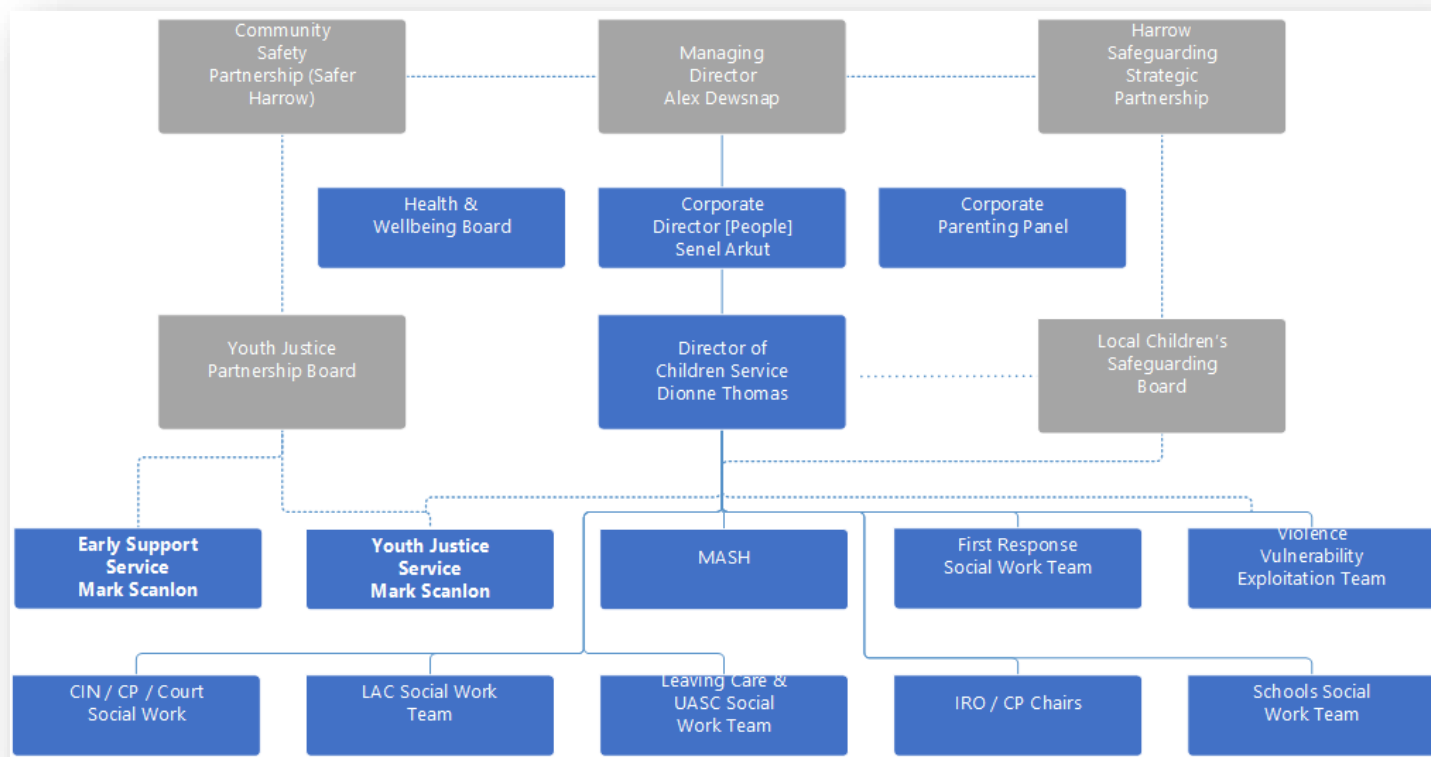 Community
Safety
Partnership (Safer
Harrow)
Managing
Director
Alex Dewsnap
Harrow
Safeguarding
Strategic
Partnership
Health &
Wellbeing Board
Corporate
Director [People]
Senel Arkut
Corporate
Parenting Panel
Youth Justice
Partnership Board
Director of
Children Service
Dionne Thomas
Local Children's
Safeguarding
Board
Early Support
Service
Mark Scanlon
Youth Justice
Service
Mark Scanlon
MASH
First Response
Social Work Team
Violence
Vulnerability
Exploitation Team
CIN / CP / Court
Social Work
LAC Social Work
Team
Leaving Care &
UASC Social
Work Team
IRO / CP Chairs
Schools Social
Work Team